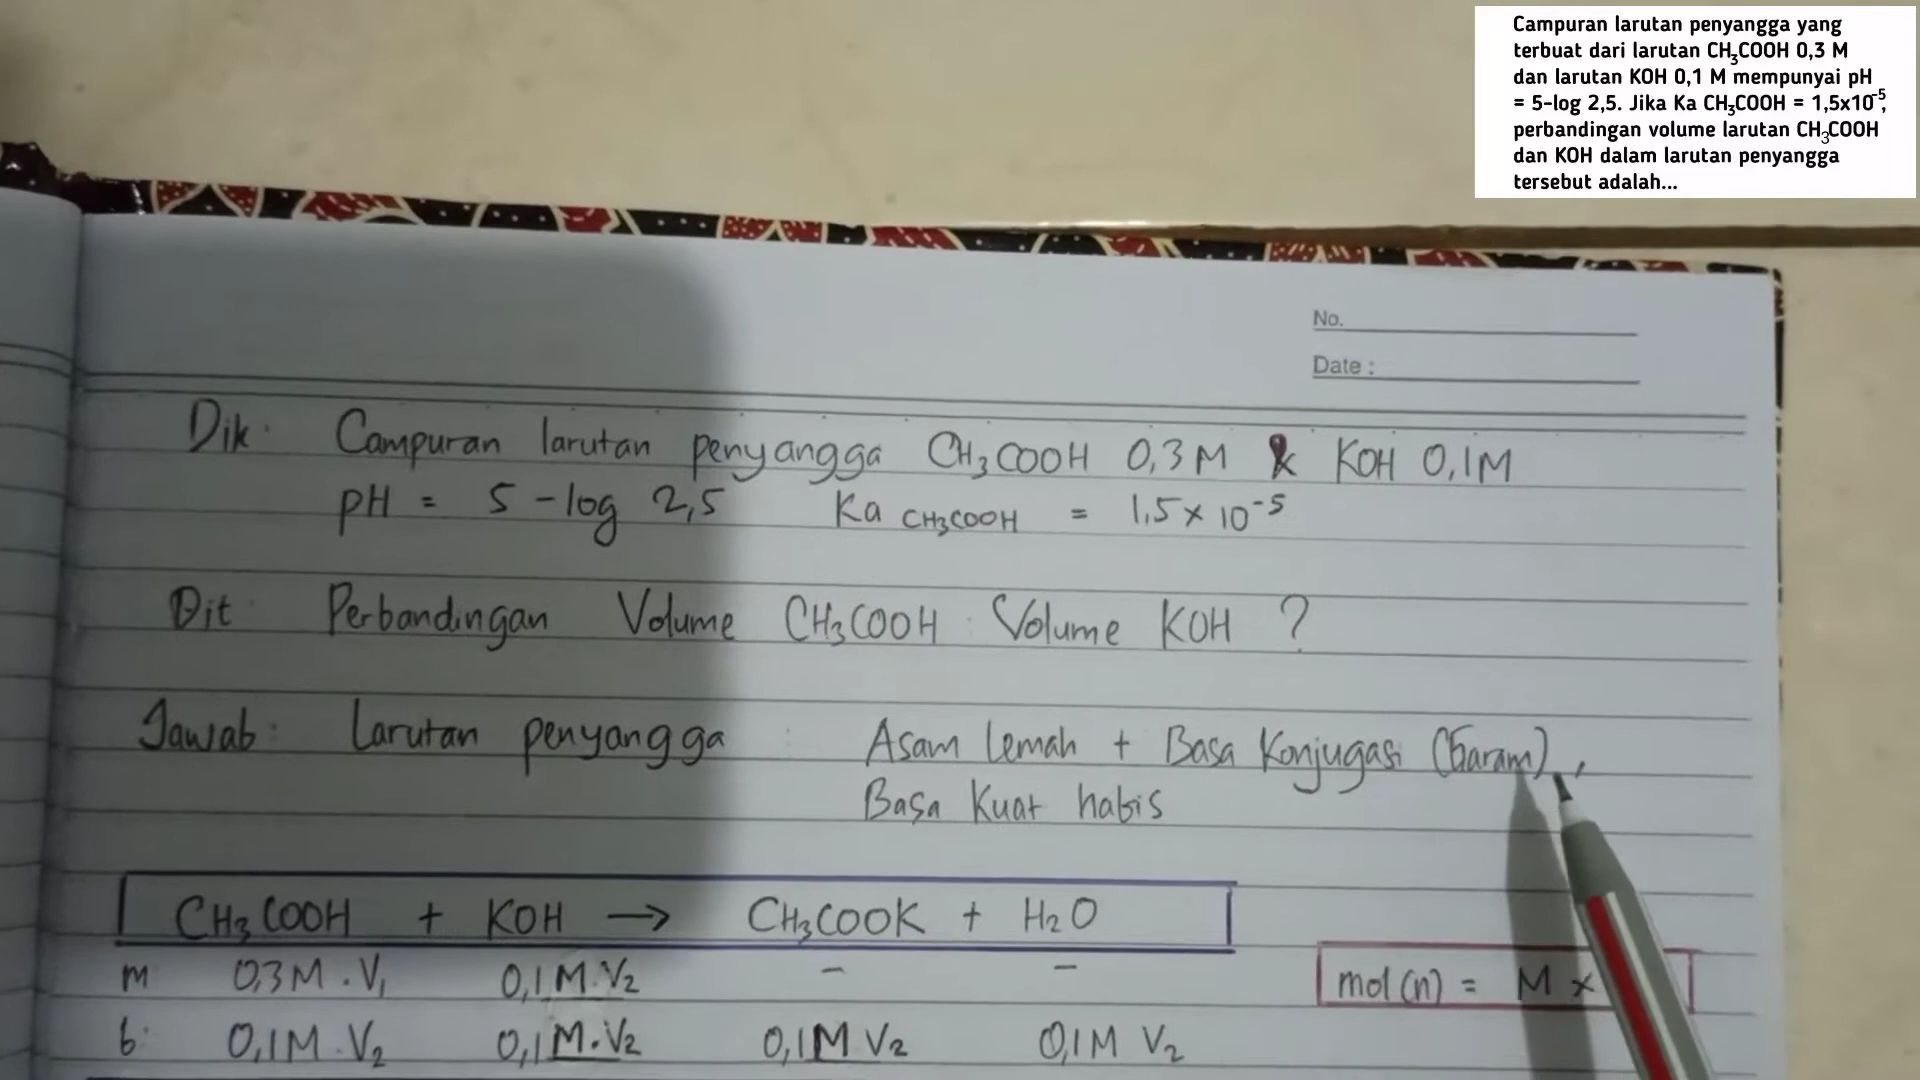 Campuran larutan penyangga yang
terbuat dari larutan CH₃COOH 0,3 M
dan larutan KOH 0,1 M mempunyai pH
= 5-log 2,5. Jika Ka CH₃COOH = 1,5x10⁻⁵,
perbandingan volume larutan CH₃COOH
dan KOH dalam larutan penyangga
tersebut adalah...
No.
Date :
Dik: Campuran larutan penyangga CH₃COOH 0,3 M & KOH 0,1M
pH = 5 - log 2,5 Ka CH₃COOH = 1,5 × 10⁻⁵
Dit: Perbandingan Volume CH₃COOH : Volume KOH ?
Jawab: Larutan penyangga : Asam lemah + Basa Konjugasi (Garam),
Basa Kuat habis
CH₃COOH + KOH → CH₃COOK + H₂O
m 0,3M . V₁ 0,1 M . V₂ - -
mol (n) = M ×
b: 0,1M . V₂ 0,1 M . V₂ 0,1 M V₂ 0,1M V₂